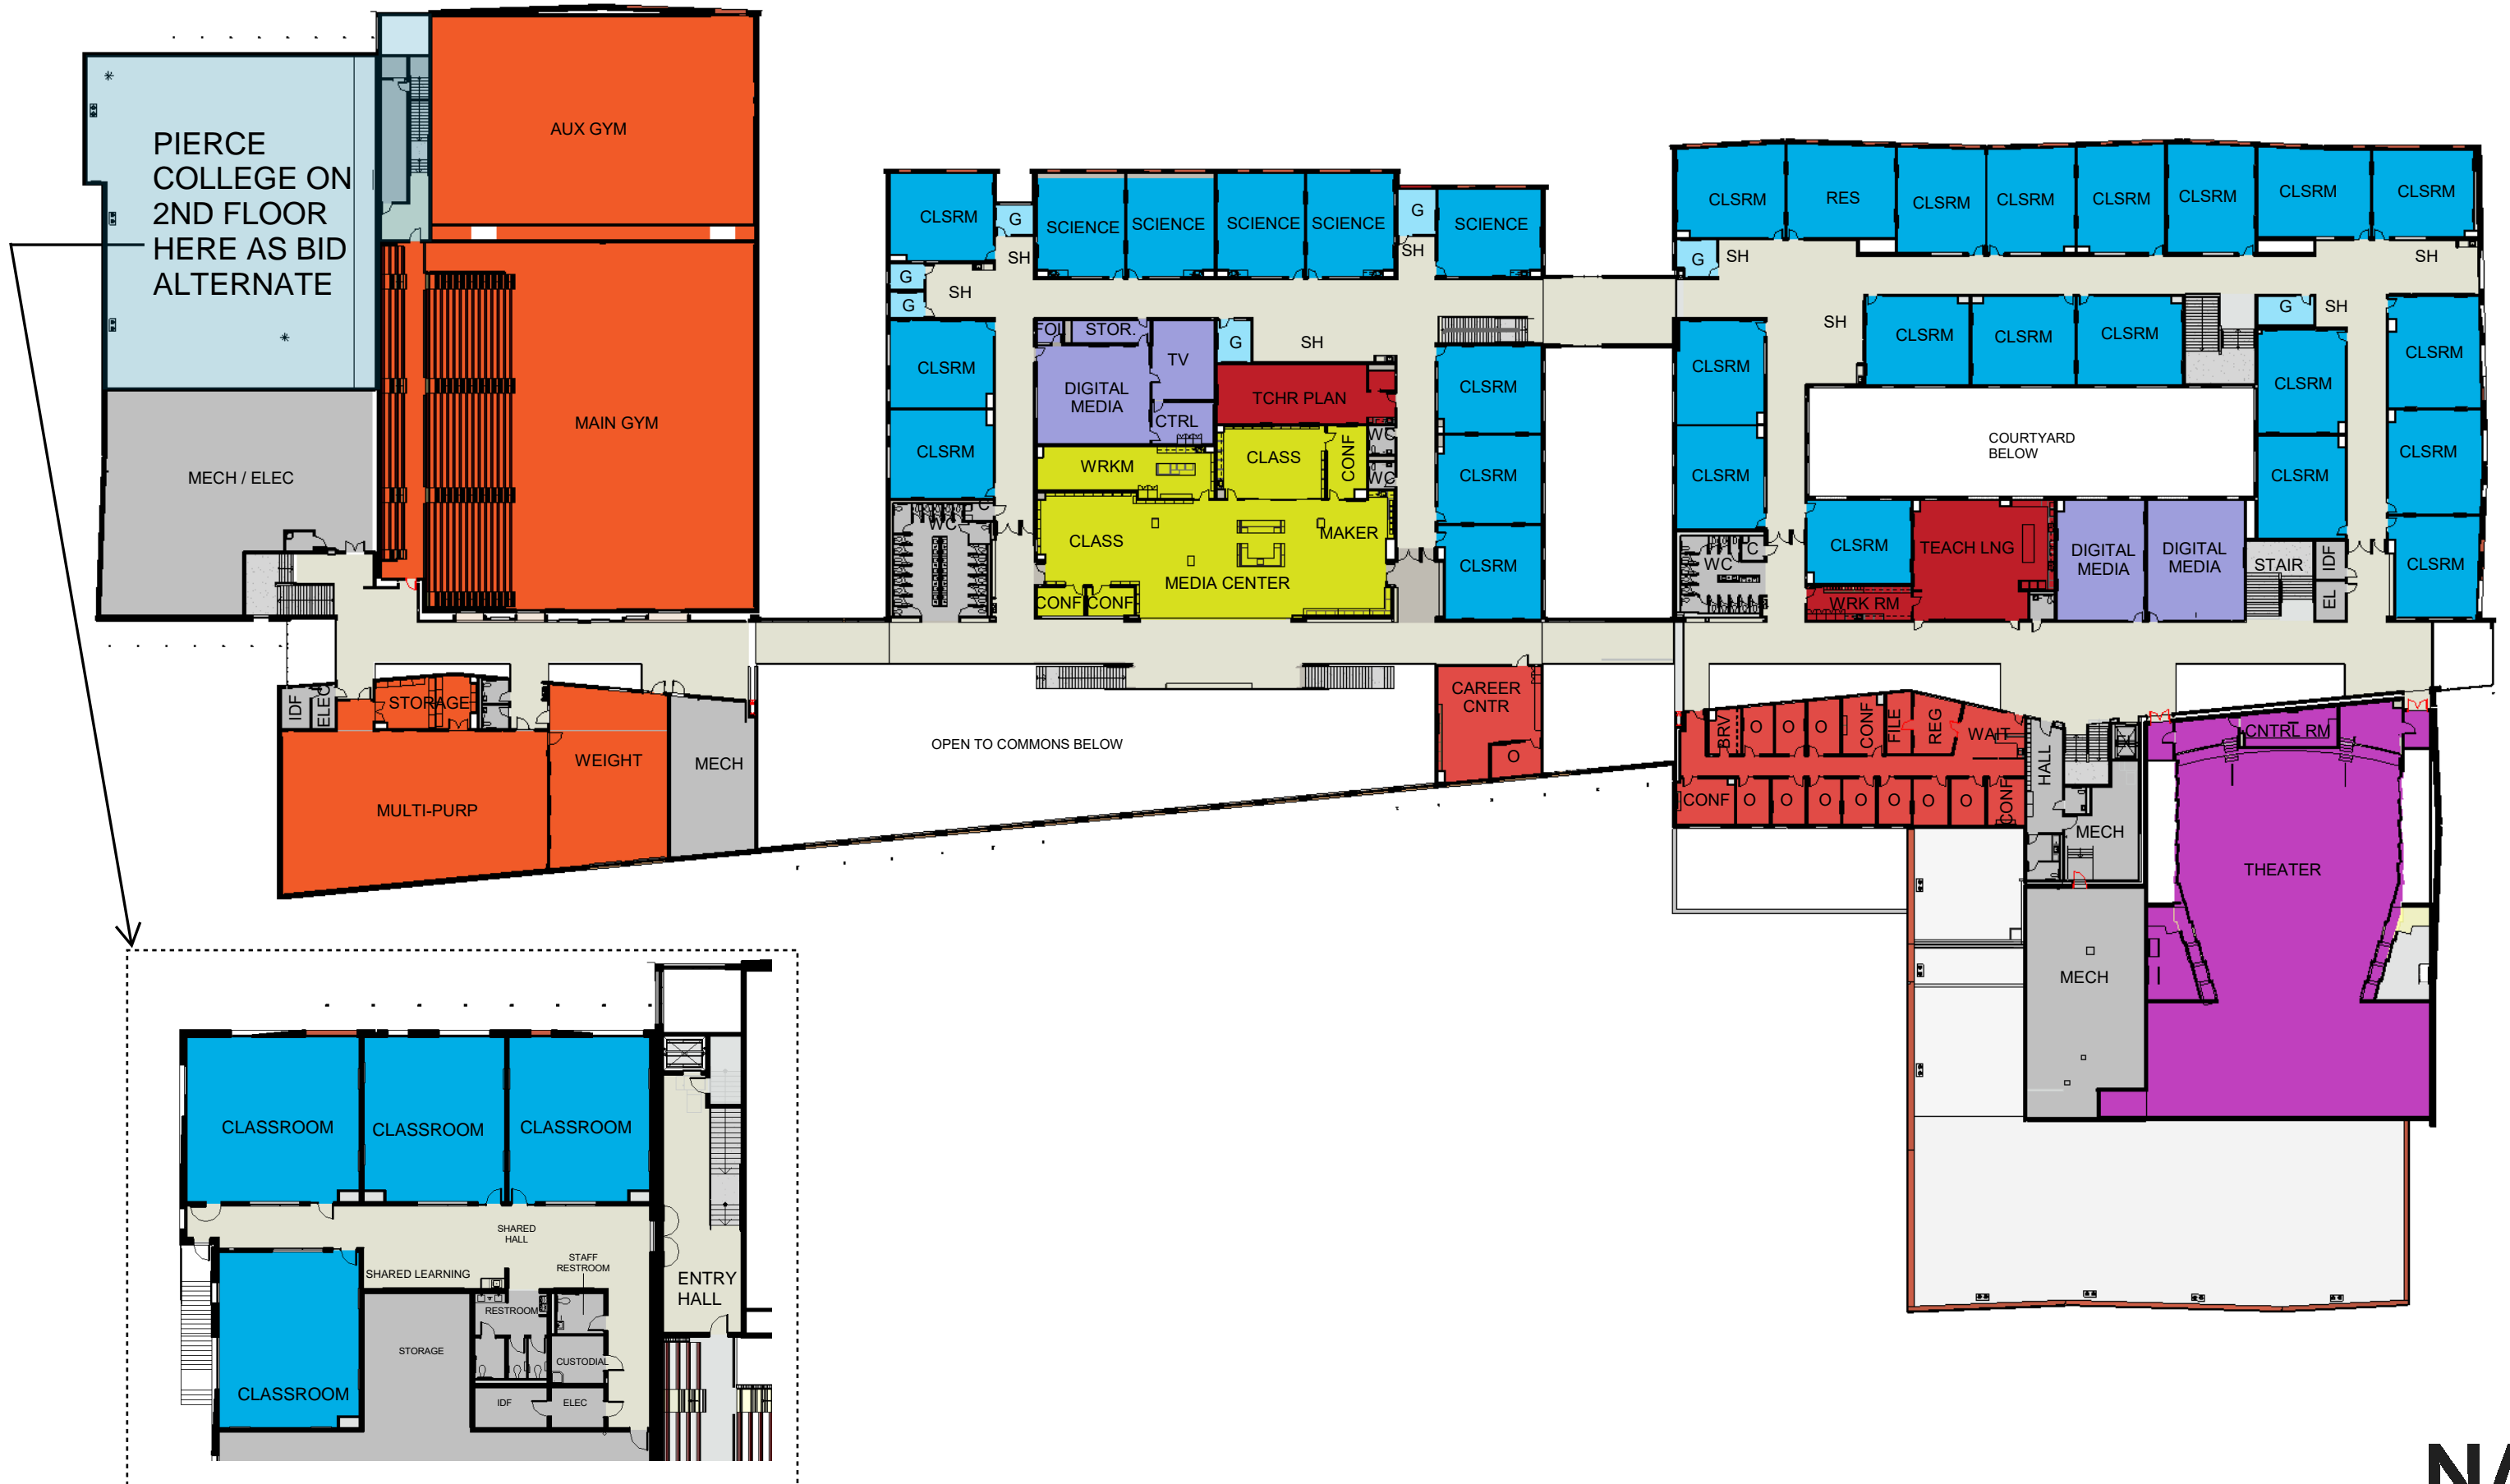 PIERCE
COLLEGE ON
2ND FLOOR
HERE AS BID
ALTERNATE
AUX GYM
MAIN GYM
MECH / ELEC
IDF
ELEC
STORAGE
MULTI-PURP
WEIGHT
MECH
CLSRM
G
SH
SCIENCE
SCIENCE
SCIENCE
SCIENCE
G
SH
SCIENCE
G
G
SH
CLSRM
CLSRM
WC
C
STOR.
TV
DIGITAL
MEDIA
CTRL
G
SH
TCHR PLAN
WRKM
CLASS
CONF
WC
WC
CLASS
MAKER
MEDIA CENTER
CONF
CONF
CLSRM
CLSRM
CLSRM
OPEN TO COMMONS BELOW
CAREER
CNTR
O
CLSRM
RES
CLSRM
CLSRM
CLSRM
CLSRM
CLSRM
CLSRM
G
SH
SH
SH
CLSRM
CLSRM
CLSRM
G
SH
CLSRM
CLSRM
CLSRM
CLSRM
CLSRM
CLSRM
CLSRM
COURTYARD
BELOW
WC
C
CLSRM
WRK RM
TEACH LNG
DIGITAL
MEDIA
DIGITAL
MEDIA
STAIR
IDF
EL
BRV
O
O
O
CONF
FILE
REG
WAIT
CONF
O
O
O
O
O
O
O
CONF
HALL
MECH
CNTRL RM
THEATER
MECH
CLASSROOM
CLASSROOM
CLASSROOM
SHARED
HALL
SHARED LEARNING
STAFF
RESTROOM
RESTROOM
ENTRY
HALL
CLASSROOM
STORAGE
CUSTODIAL
IDF
ELEC